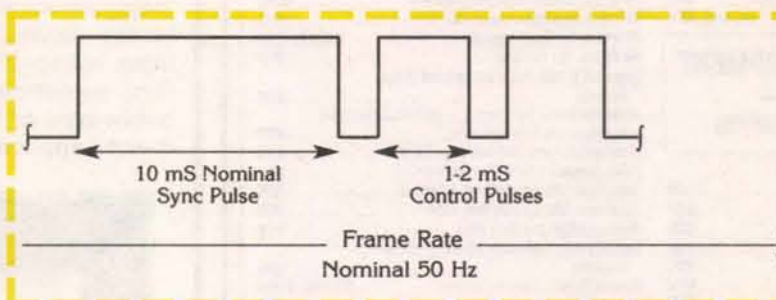 10 mS Nominal
Sync Pulse
1-2 mS
Control Pulses
Frame Rate
Nominal 50 Hz